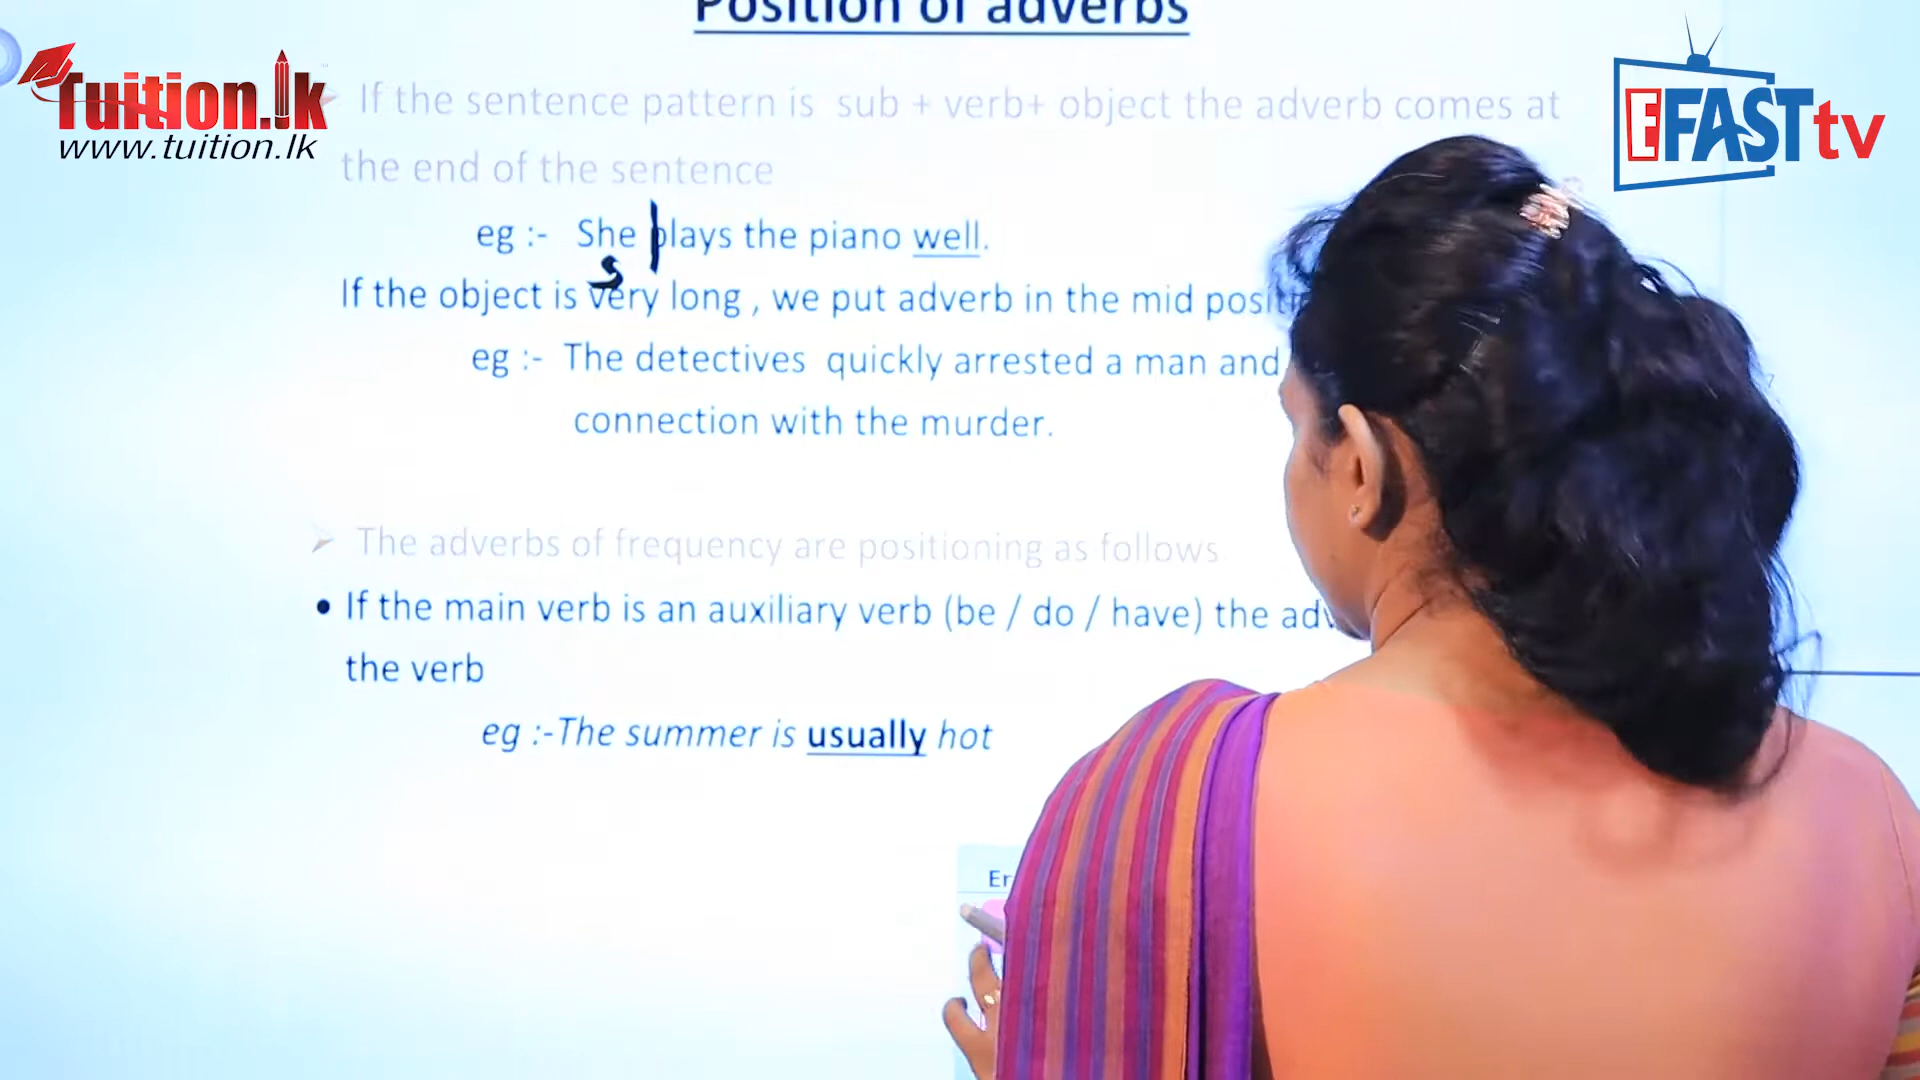 Position of adverbs
Tuition.lk
www.tuition.lk
EFAST tv
If the sentence pattern is sub + verb+ object the adverb comes at
the end of the sentence
eg :- She plays the piano well.
s
If the object is very long , we put adverb in the mid
eg :- The detectives quickly arrested a man and
connection with the murder.
The adverbs of frequency are positioning as follows
• If the main verb is an auxiliary verb (be / do / have) the
the verb
eg :-The summer is usually hot